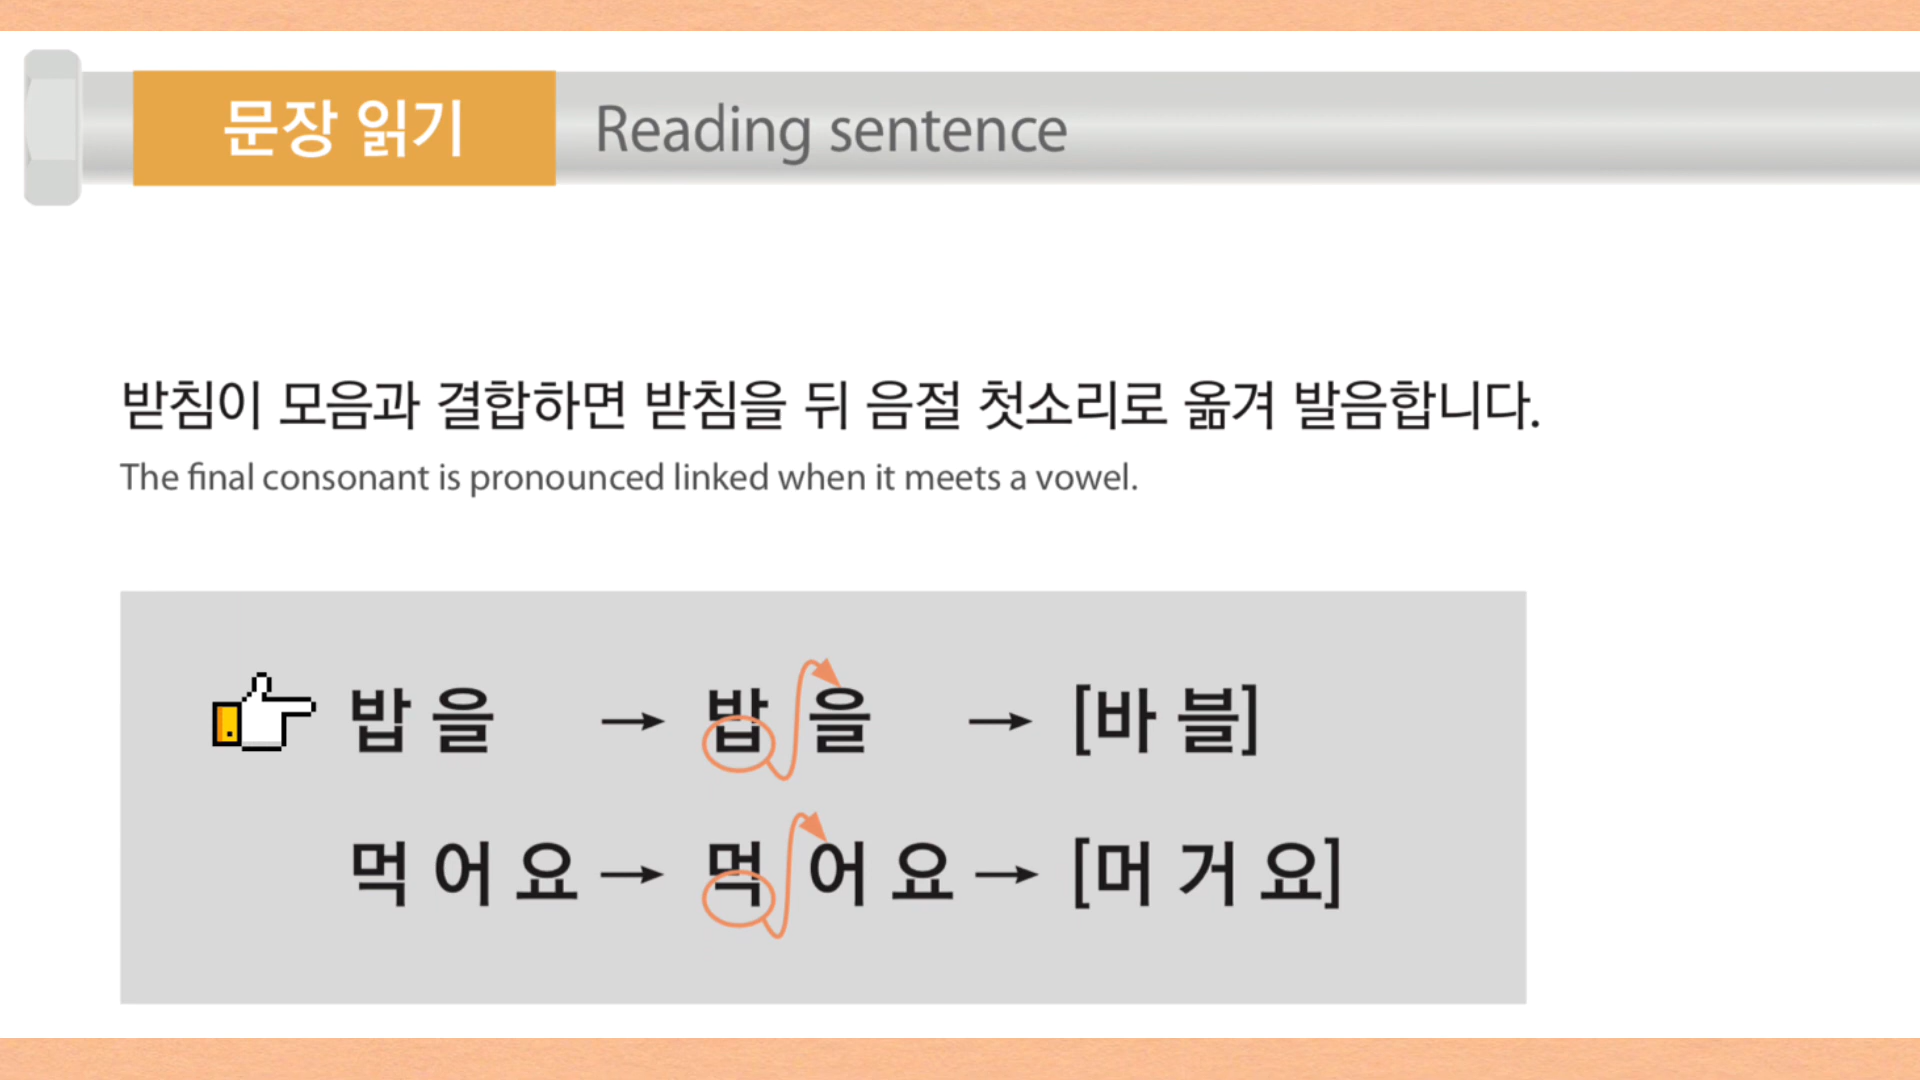 문장 읽기 Reading sentence
받침이 모음과 결합하면 받침을 뒤 음절 첫소리로 옮겨 발음합니다.
The final consonant is pronounced linked when it meets a vowel.
밥 을 → 밥 을 → [바 블]
먹 어 요 → 먹 어 요 → [머 거 요]